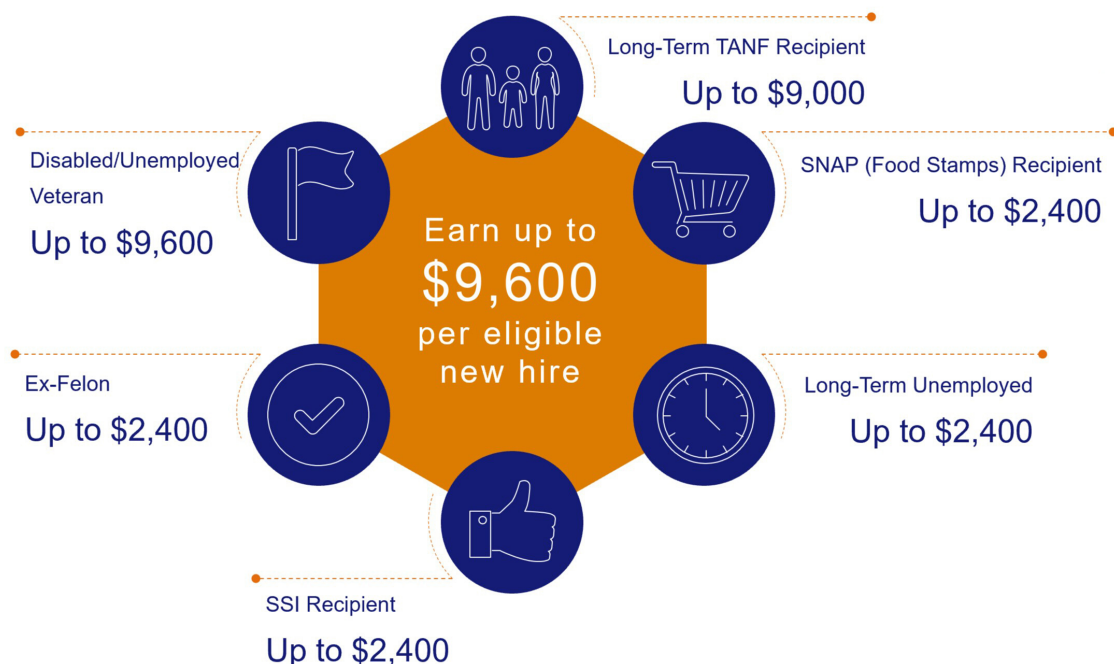 Long-Term TANF Recipient
Up to $9,000
Disabled/Unemployed
Veteran
Up to $9,600
SNAP (Food Stamps) Recipient
Up to $2,400
Earn up to
$9,600
per eligible
new hire
Ex-Felon
Up to $2,400
Long-Term Unemployed
Up to $2,400
SSI Recipient
Up to $2,400